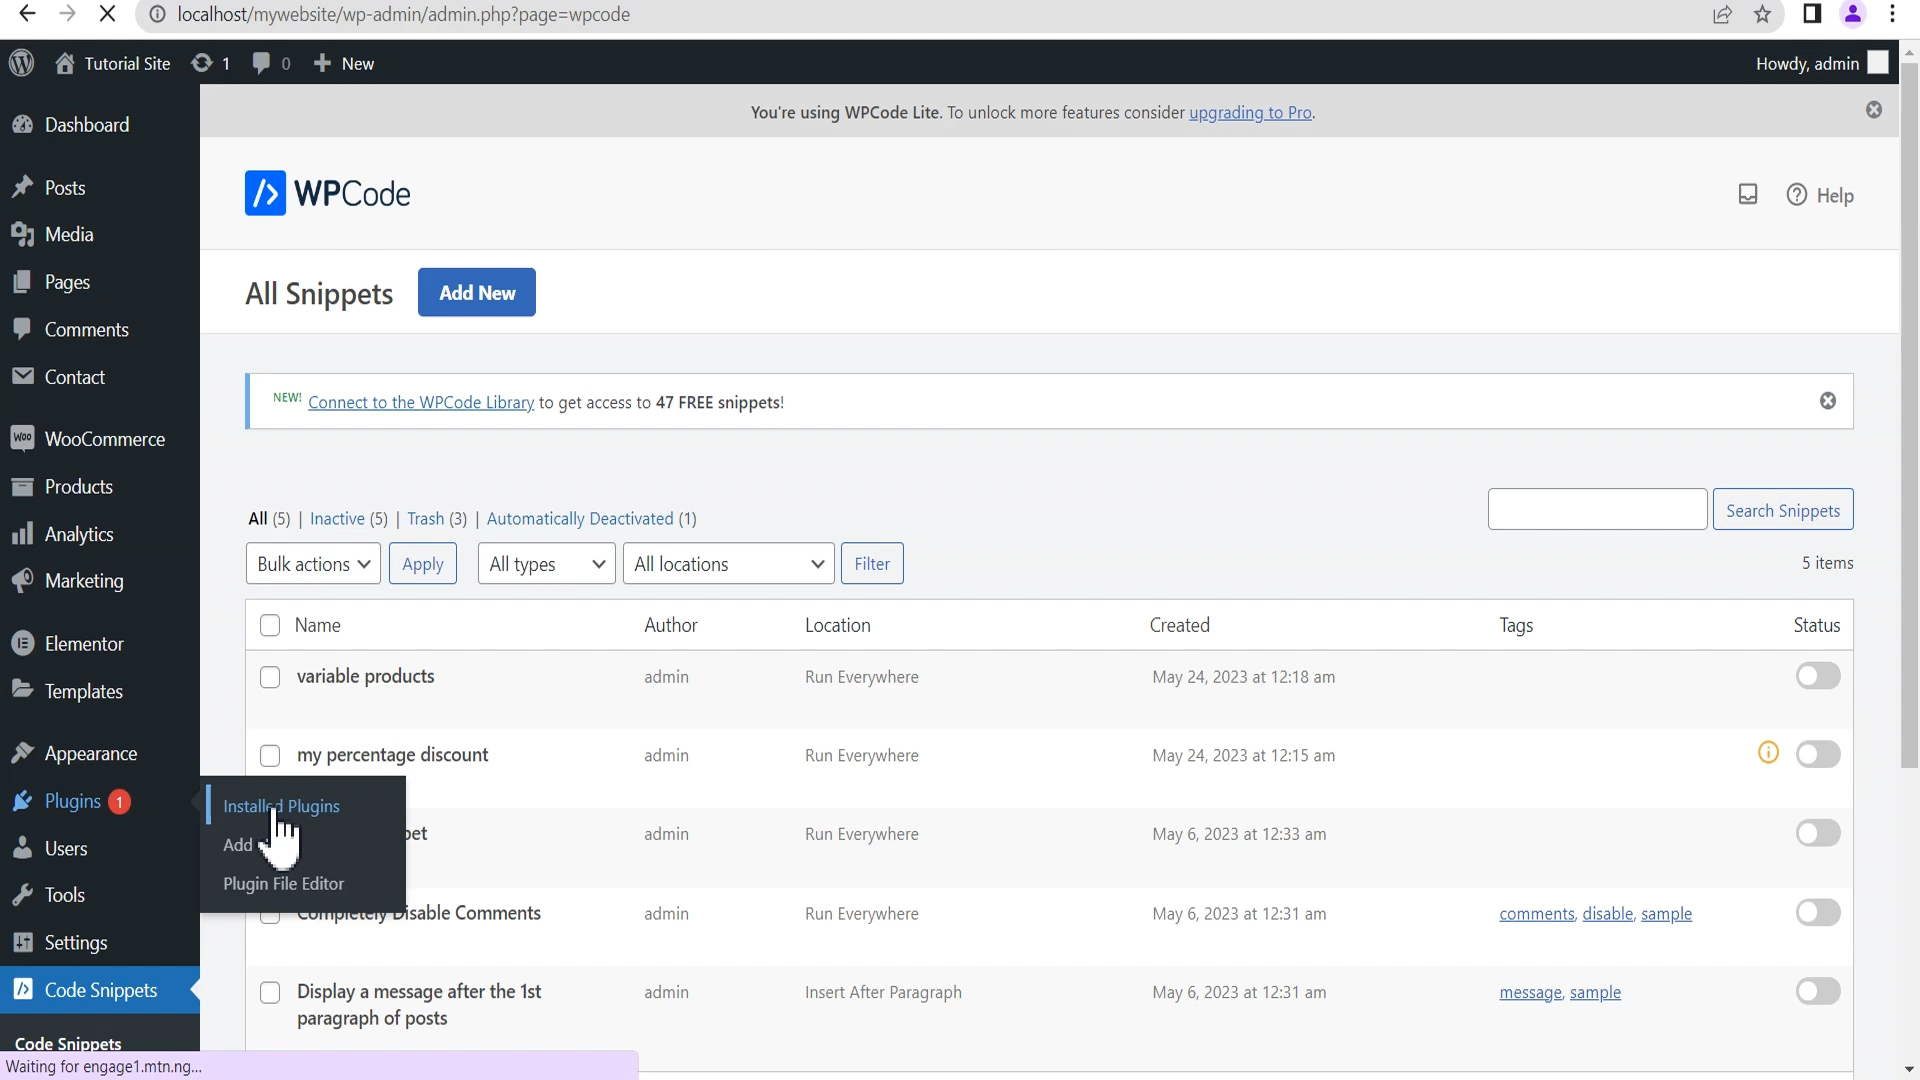 localhost/mywebsite/wp-admin/admin.php?page=wpcode
Tutorial Site 1 0 New Howdy, admin
You're using WPCode Lite. To unlock more features consider upgrading to Pro.
Dashboard
Posts
Media
Pages
Comments
Contact
WooCommerce
Products
Analytics
Marketing
Elementor
Templates
Appearance
Plugins 1
Users
Tools
Settings
Code Snippets
Code Snippets
Installed Plugins
Add
Plugin File Editor
WPCode
Help
All Snippets Add New
NEW! Connect to the WPCode Library to get access to 47 FREE snippets!
All (5) | Inactive (5) | Trash (3) | Automatically Deactivated (1)
Search Snippets
Bulk actions Apply All types All locations Filter 5 items
Name Author Location Created Tags Status
variable products admin Run Everywhere May 24, 2023 at 12:18 am
my percentage discount admin Run Everywhere May 24, 2023 at 12:15 am
admin Run Everywhere May 6, 2023 at 12:33 am
Completely Disable Comments admin Run Everywhere May 6, 2023 at 12:31 am comments, disable, sample
Display a message after the 1st admin Insert After Paragraph May 6, 2023 at 12:31 am message, sample
paragraph of posts
Waiting for engage1.mtn.ng...